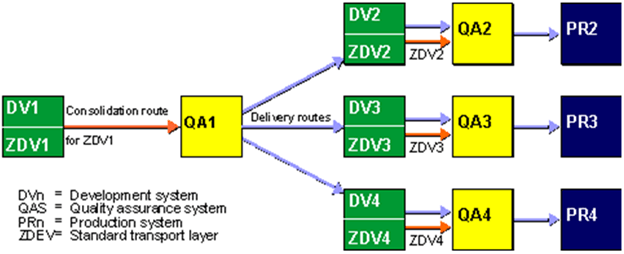 DV2
ZDV2
ZDV2
QA2
PR2
DV1
ZDV1
Consolidation route
for ZDV1
QA1
Delivery routes
DV3
ZDV3
ZDV3
QA3
PR3
DV4
ZDV4
ZDV4
QA4
PR4
DVn = Development system
QAS = Quality assurance system
PRn = Production system
ZDEV= Standard transport layer